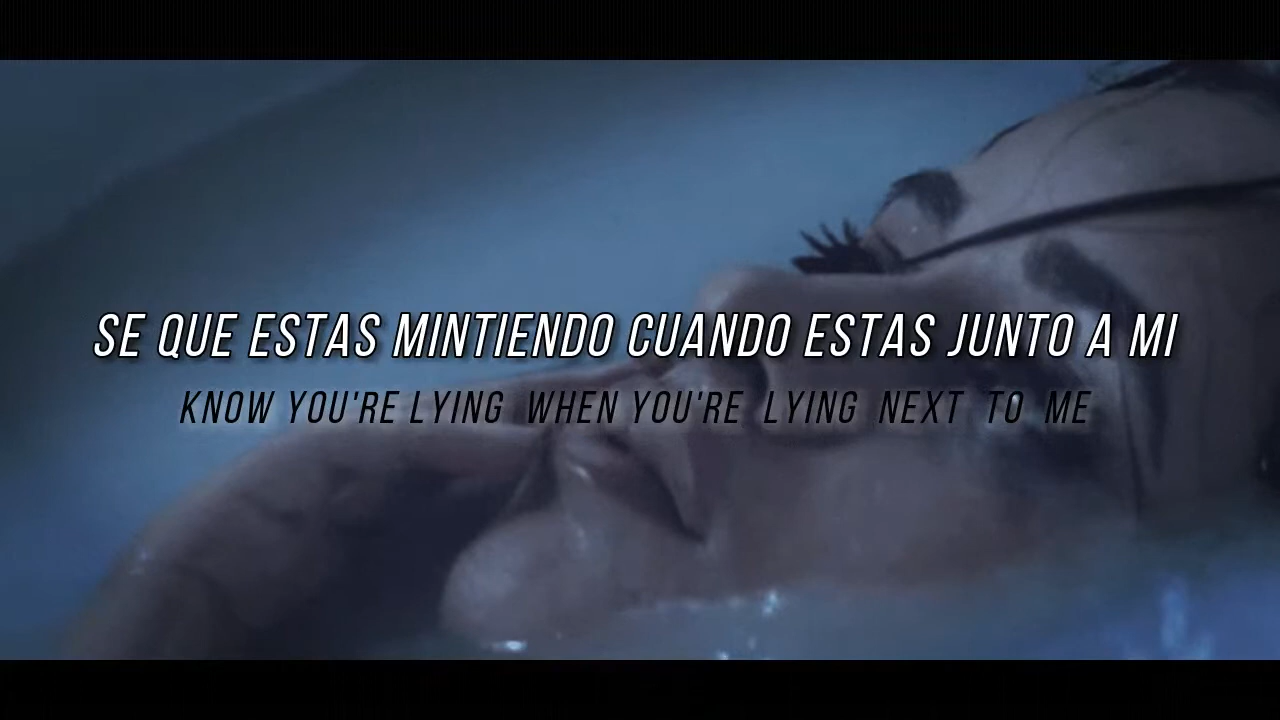 SE QUE ESTAS MINTIENDO CUANDO ESTAS JUNTO A MI
KNOW YOU'RE LYING WHEN YOU'RE LYING NEXT TO ME